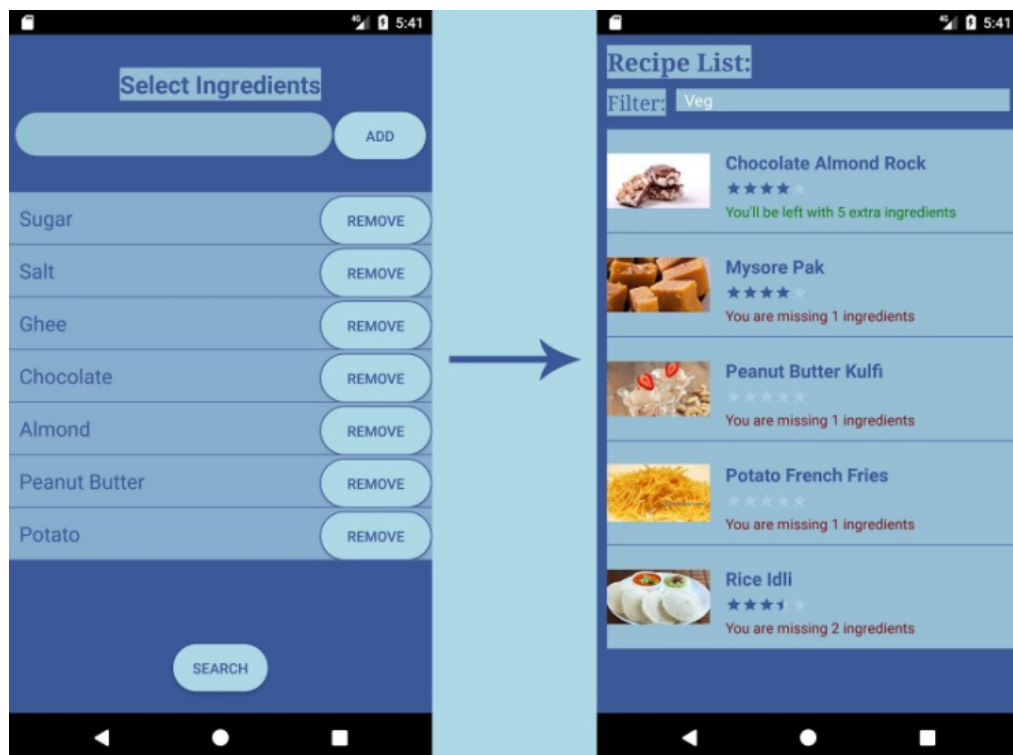 4G 5:41
Select Ingredients
ADD
Sugar REMOVE
Salt REMOVE
Ghee REMOVE
Chocolate REMOVE
Almond REMOVE
Peanut Butter REMOVE
Potato REMOVE
SEARCH
4G 5:41
Recipe List:
Filter: Veg
Chocolate Almond Rock
You'll be left with 5 extra ingredients
Mysore Pak
You are missing 1 ingredients
Peanut Butter Kulfi
You are missing 1 ingredients
Potato French Fries
You are missing 1 ingredients
Rice Idli
You are missing 2 ingredients